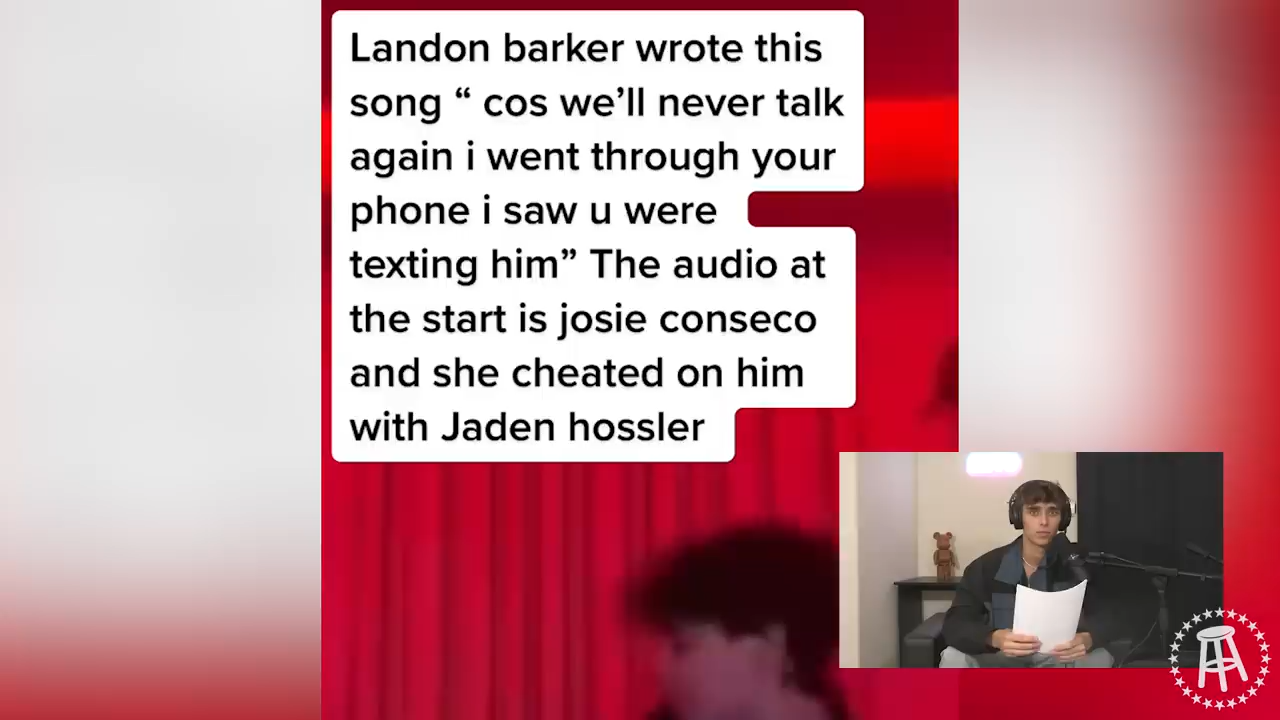 Landon barker wrote this
song “ cos we’ll never talk
again i went through your
phone i saw u were
texting him” The audio at
the start is josie conseco
and she cheated on him
with Jaden hossler